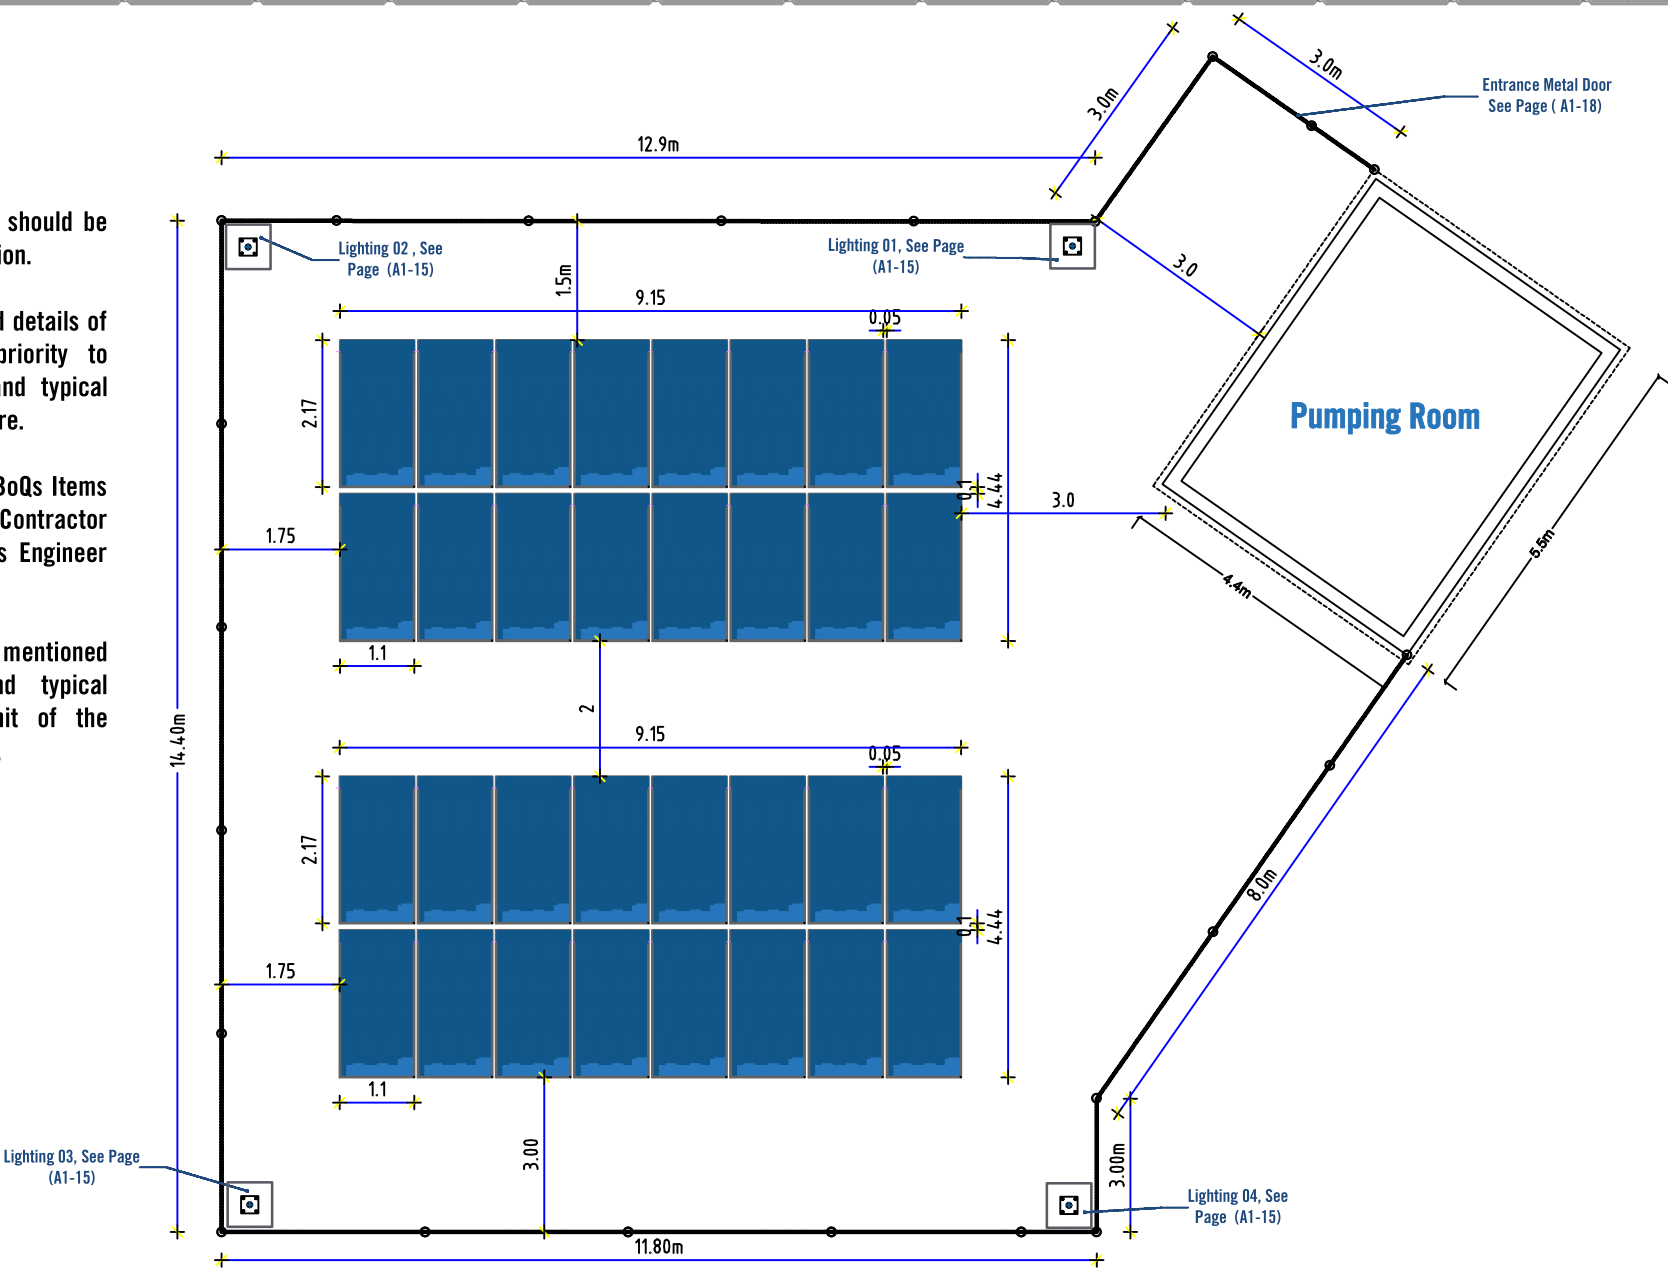 should be
ion.
d details of
priority to
and typical
re.
BoQs Items
Contractor
s Engineer
mentioned
nd typical
nit of the
3.0m
3.0m
Entrance Metal Door
See Page ( A1-18)
12.9m
Lighting 02 , See
Page (A1-15)
Lighting 01, See Page
(A1-15)
1.5m
9.15
0.05
3.0
2.17
Pumping Room
0.1
4.44
3.0
1.75
5.5m
4.4m
1.1
2
14.40m
9.15
0.05
2.17
0.1
4.44
8.0m
1.75
1.1
3.00
3.00m
Lighting 03, See Page
(A1-15)
Lighting 04, See
Page (A1-15)
11.80m